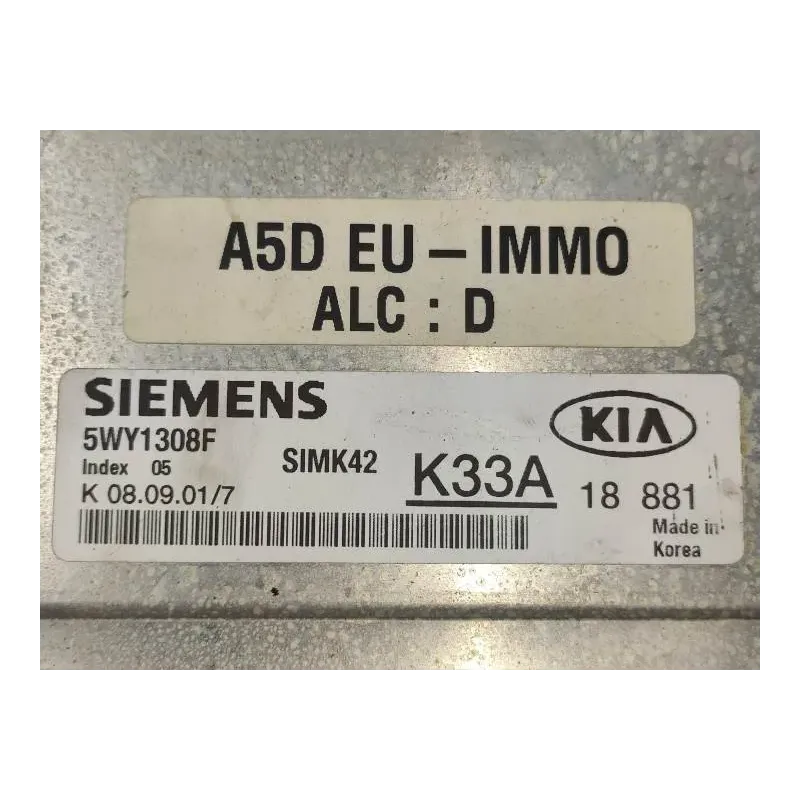 A5D EU – IMMO
ALC : D
SIEMENS
5WY1308F
Index 05
SIMK42
K 08.09.01/7
K33A
KIA
18 881
Made in
Korea